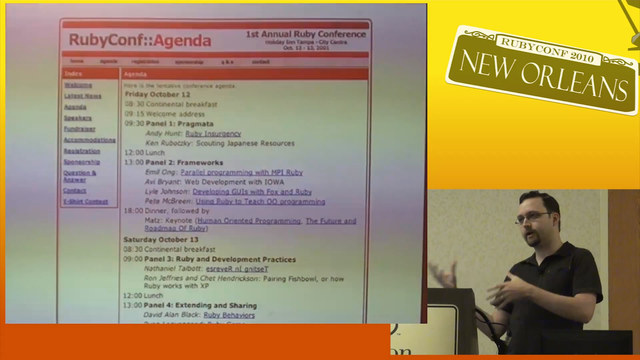 RubyConf::Agenda
1st Annual Ruby Conference
Holiday Inn Tampa - City Centre
Oct. 12 - 13, 2001
home agenda registration sponsorship q & a contact
Index
Agenda
Welcome
Latest News
Agenda
Speakers
Fundraiser
Accommodations
Registration
Sponsorship
Question &
Answer
Contact
T-Shirt Contest
Here is the tentative conference agenda
Friday October 12
08:30 Continental breakfast
09:15 Welcome address
09:30 Panel 1: Pragmata
Andy Hunt: Ruby Insurgency
Ken Robotzky: Scouting Japanese Resources
12:00 Lunch
13:00 Panel 2: Frameworks
Emil Ong: Parallel programming with MPI Ruby
Avi Bryant: Web Development with IOWA
Lyle Johnson: Developing GUIs with Fox and Ruby
Pete McBreen: Using Ruby to Teach OO programming
18:00 Dinner, followed by
Matz: Keynote (Human Oriented Programming, The Future and
Roadmap Of Ruby)
Saturday October 13
08:30 Continental breakfast
09:00 Panel 3: Ruby and Development Practices
Nathaniel Talbott: esreveR nI gnitseT
Ron Jeffries and Chet Hendrickson: Pairing Fishbowl, or how
Ruby works with XP
12:00 Lunch
13:00 Panel 4: Extending and Sharing
David Alan Black: Ruby Behaviors
RUBYCONF 2010
NEW ORLEANS